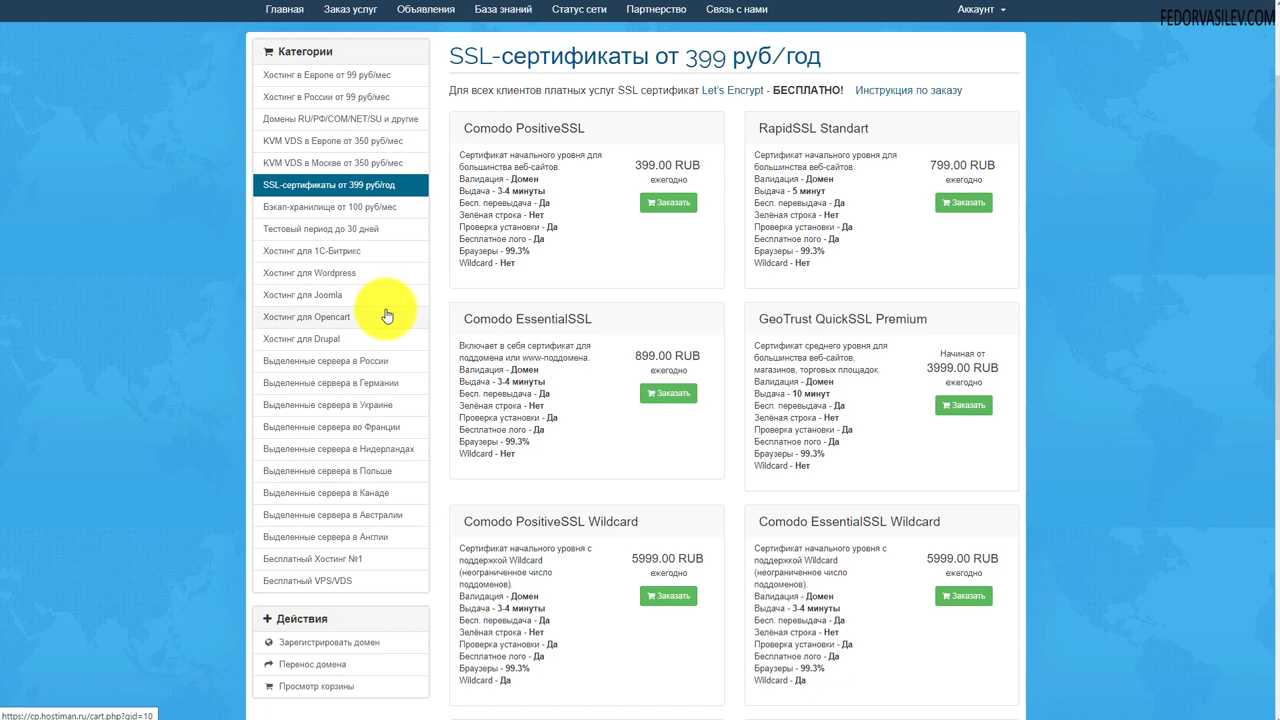 Главная Заказ услуг Объявления База знаний Статус сети Партнерство Связь с нами Аккаунт
FEDORVASILEV.COM
Категории
Хостинг в Европе от 99 руб/мес
Хостинг в России от 99 руб/мес
Домены RU/РФ/COM/NET/SU и другие
KVM VDS в Европе от 350 руб/мес
KVM VDS в Москве от 350 руб/мес
SSL-сертификаты от 399 руб/год
Бэкап-хранилище от 100 руб/мес
Тестовый период до 30 дней
Хостинг для 1С-Битрикс
Хостинг для Wordpress
Хостинг для Joomla
Хостинг для Opencart
Хостинг для Drupal
Выделенные сервера в России
Выделенные сервера в Германии
Выделенные сервера в Украине
Выделенные сервера во Франции
Выделенные сервера в Нидерландах
Выделенные сервера в Польше
Выделенные сервера в Канаде
Выделенные сервера в Австралии
Выделенные сервера в Англии
Бесплатный Хостинг №1
Бесплатный VPS/VDS
Действия
Зарегистрировать домен
Перенос домена
Просмотр корзины
SSL-сертификаты от 399 руб/год
Для всех клиентов платных услуг SSL сертификат Let's Encrypt - БЕСПЛАТНО! Инструкция по заказу
Comodo PositiveSSL
Сертификат начального уровня для
большинства веб-сайтов.
Валидация - Домен
Выдача - 3-4 минуты
Бесп. перевыдача - Да
Зелёная строка - Нет
Проверка установки - Да
Бесплатное лого - Да
Браузеры - 99.3%
Wildcard - Нет
399.00 RUB
ежегодно
Заказать
RapidSSL Standart
Сертификат начального уровня для
большинства веб-сайтов.
Валидация - Домен
Выдача - 5 минут
Бесп. перевыдача - Да
Зелёная строка - Нет
Проверка установки - Да
Бесплатное лого - Да
Браузеры - 99.3%
Wildcard - Нет
799.00 RUB
ежегодно
Заказать
Comodo EssentialSSL
Включает в себя сертификат для
поддомена или www-поддомена.
Валидация - Домен
Выдача - 3-4 минуты
Бесп. перевыдача - Да
Зелёная строка - Нет
Проверка установки - Да
Бесплатное лого - Да
Браузеры - 99.3%
Wildcard - Нет
899.00 RUB
ежегодно
Заказать
GeoTrust QuickSSL Premium
Сертификат среднего уровня для
большинства веб-сайтов,
магазинов, торговых площадок.
Валидация - Домен
Выдача - 10 минут
Бесп. перевыдача - Да
Зелёная строка - Нет
Проверка установки - Да
Бесплатное лого - Да
Браузеры - 99.3%
Wildcard - Нет
Начиная от
3999.00 RUB
ежегодно
Заказать
Comodo PositiveSSL Wildcard
Сертификат начального уровня с
поддержкой Wildcard
(неограниченное число
поддоменов).
Валидация - Домен
Выдача - 3-4 минуты
Бесп. перевыдача - Да
Зелёная строка - Нет
Проверка установки - Да
Бесплатное лого - Да
Браузеры - 99.3%
Wildcard - Да
5999.00 RUB
ежегодно
Заказать
Comodo EssentialSSL Wildcard
Сертификат начального уровня с
поддержкой Wildcard
(неограниченное число
поддоменов).
Валидация - Домен
Выдача - 3-4 минуты
Бесп. перевыдача - Да
Зелёная строка - Нет
Проверка установки - Да
Бесплатное лого - Да
Браузеры - 99.3%
Wildcard - Да
5999.00 RUB
ежегодно
Заказать
https://cp.hostiman.ru/cart.php?gid=10